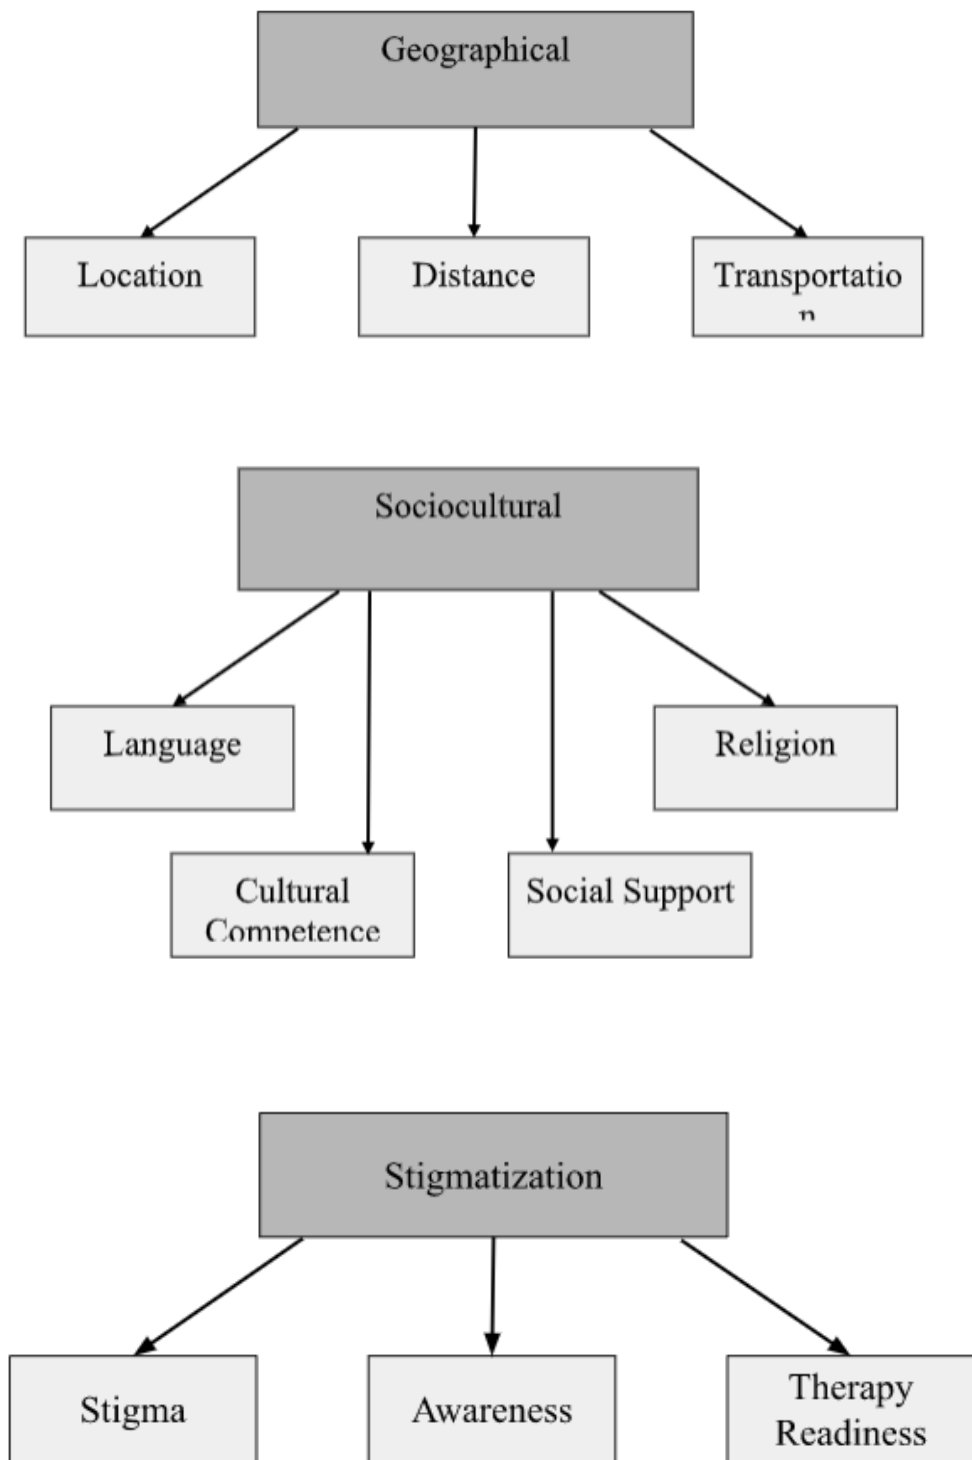 Geographical
Location
Distance
Transportatio
n
Sociocultural
Language
Religion
Cultural
Competence
Social Support
Stigmatization
Stigma
Awareness
Therapy
Readiness